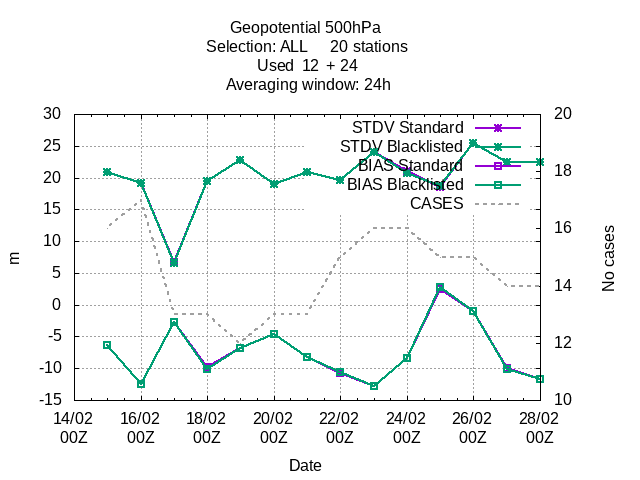 Geopotential 500hPa
Selection: ALL 20 stations
Used 12 + 24
Averaging window: 24h
30
25
20
15
10
5
0
-5
-10
-15
m
20
18
16
14
12
10
No cases
STDV Standard
STDV Blacklisted
BIAS Standard
BIAS Blacklisted
CASES
14/02 16/02 18/02 20/02 22/02 24/02 26/02 28/02
00Z 00Z 00Z 00Z 00Z 00Z 00Z 00Z
Date